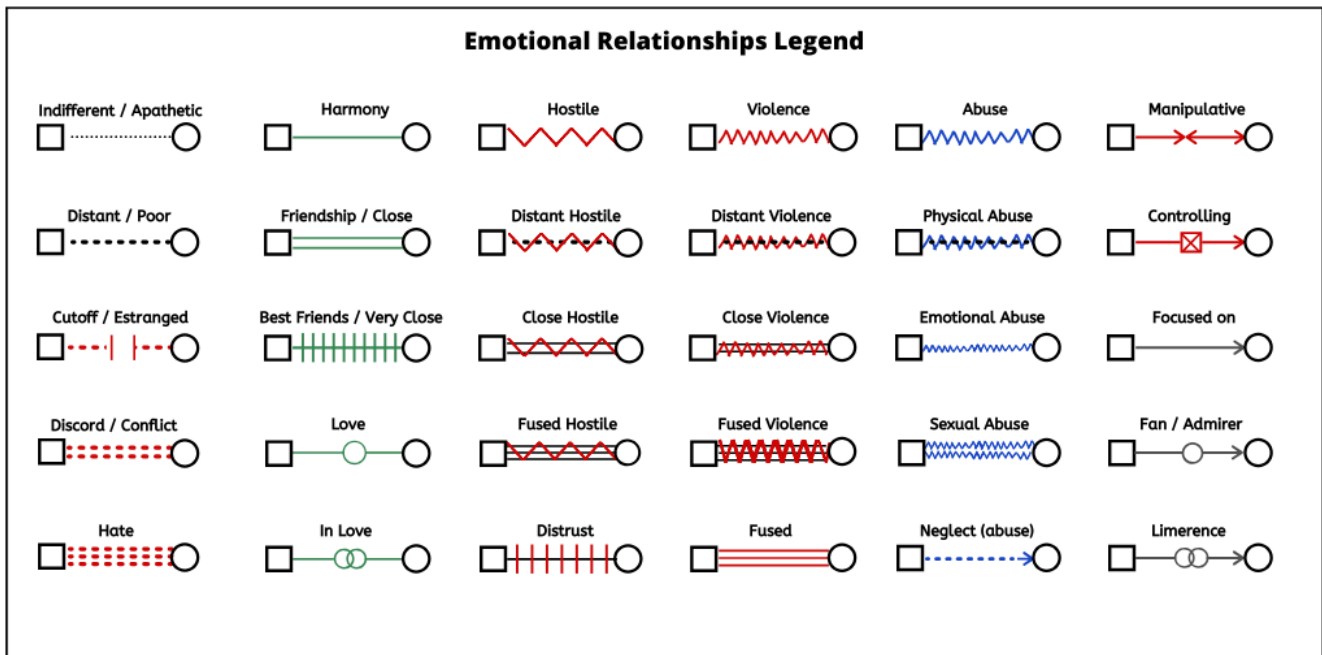 Emotional Relationships Legend
Indifferent / Apathetic
Harmony
Hostile
Violence
Abuse
Manipulative
Distant / Poor
Friendship / Close
Distant Hostile
Distant Violence
Physical Abuse
Controlling
Cutoff / Estranged
Best Friends / Very Close
Close Hostile
Close Violence
Emotional Abuse
Focused on
Discord / Conflict
Love
Fused Hostile
Fused Violence
Sexual Abuse
Fan / Admirer
Hate
In Love
Distrust
Fused
Neglect (abuse)
Limerence